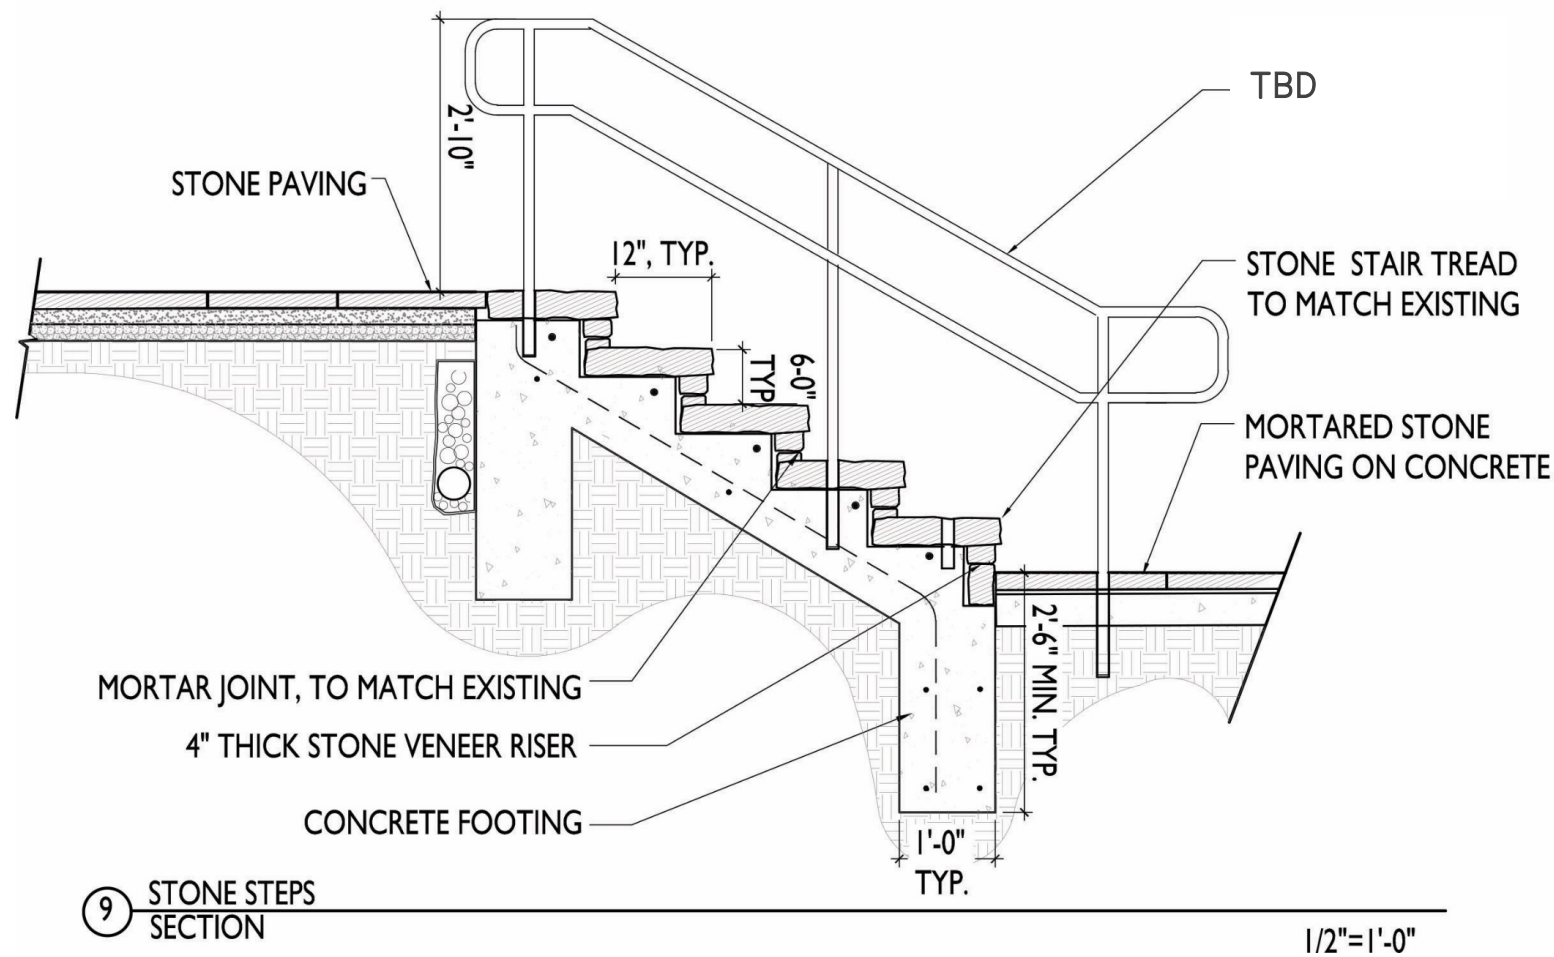 TBD
2'-10"
STONE PAVING
12", TYP.
STONE STAIR TREAD
TO MATCH EXISTING
6-0"
TYP
MORTARED STONE
PAVING ON CONCRETE
2'-6" MIN. TYP.
MORTAR JOINT, TO MATCH EXISTING
4" THICK STONE VENEER RISER
CONCRETE FOOTING
1'-0"
TYP.
9
STONE STEPS
SECTION
1/2"=1'-0"